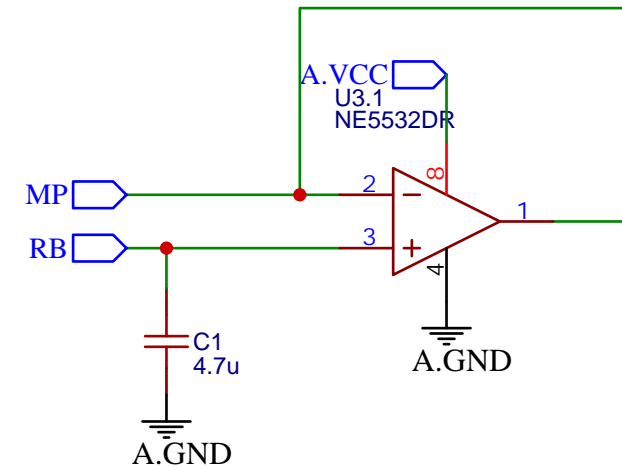 A.VCC
U3.1
NE5532DR
8
MP
2
1
RB
3
4
C1
4.7u
A.GND
A.GND